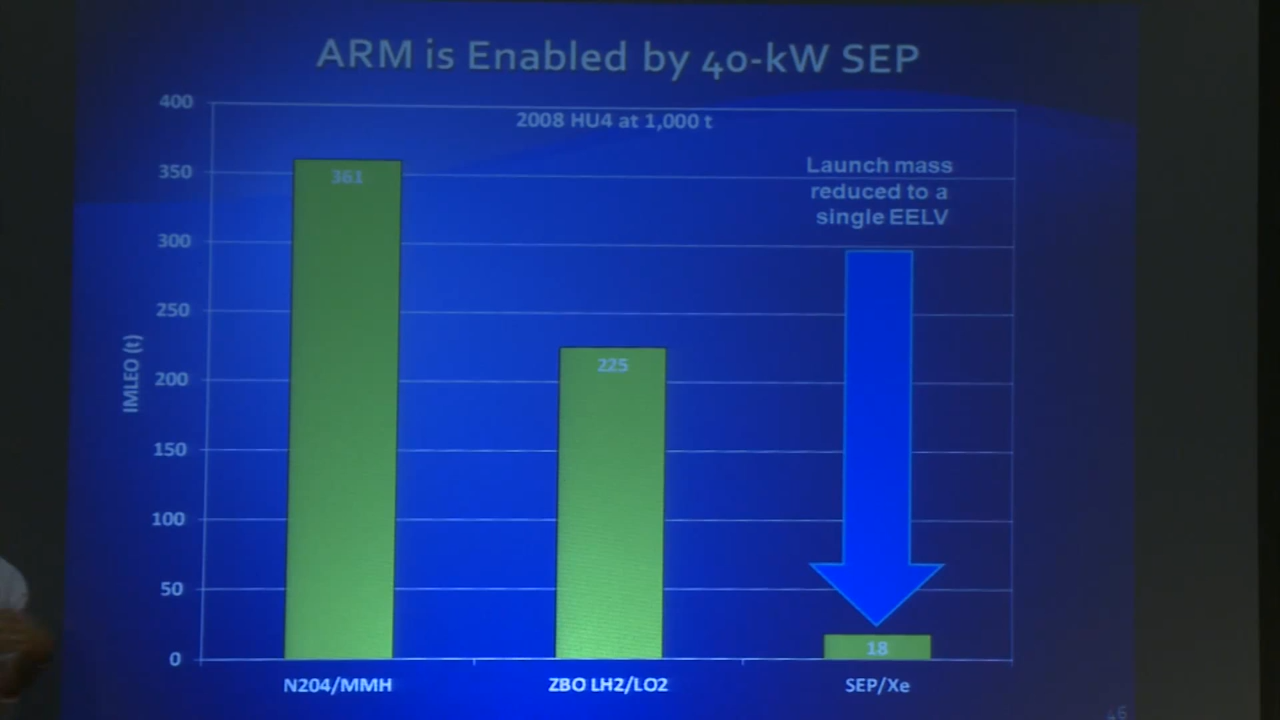 ARM is Enabled by 40-kW SEP
2008 HU4 at 1,000 t
Launch mass
reduced to a
single EELV
IMLEO (t)
400
350
300
250
200
150
100
50
0
361
225
18
N204/MMH
ZBO LH2/LO2
SEP/Xe